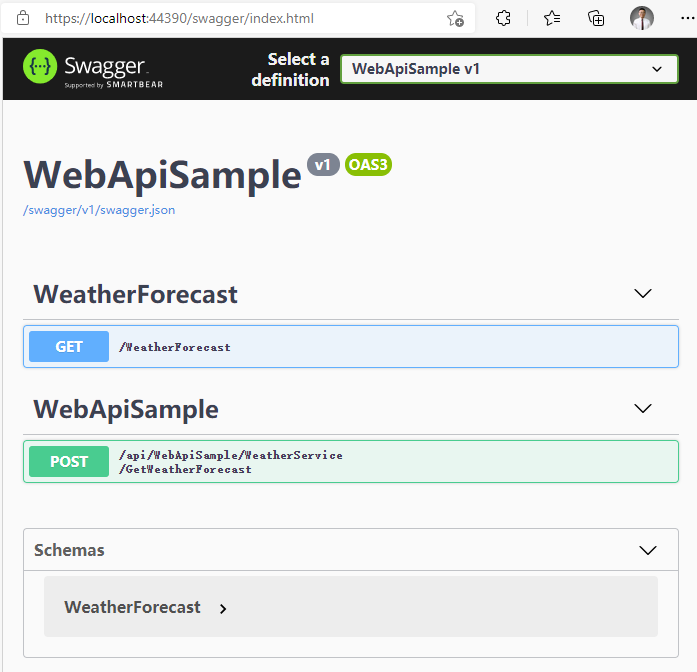 https://localhost:44390/swagger/index.html
Swagger
Supported by SMARTBEAR
Select a
definition
WebApiSample v1
WebApiSample v1 OAS3
/swagger/v1/swagger.json
WeatherForecast
GET /WeatherForecast
WebApiSample
POST /api/WebApiSample/WeatherService
/GetWeatherForecast
Schemas
WeatherForecast